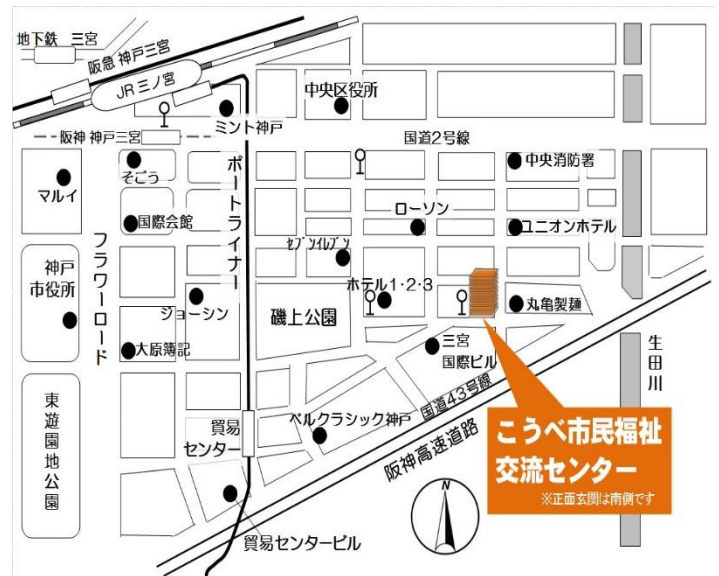 地下鉄 三宮
阪急 神戸三宮
JR 三ノ宮
中央区役所
ミント神戸
阪神 神戸三宮
国道2号線
そごう
中央消防署
マルイ
ポートライナー
ローソン
国際会館
ユニオンホテル
フラワーロード
セブンイレブン
神戸
市役所
ホテル1・2・3
ジョーシン
磯上公園
丸亀製麺
大原簿記
三宮
国際ビル
生田川
国道43号線
東遊園地公園
貿易
センター
ベルクラシック神戸
阪神高速道路
こうべ市民福祉
交流センター
※正面玄関は南側です
N
貿易センタービル